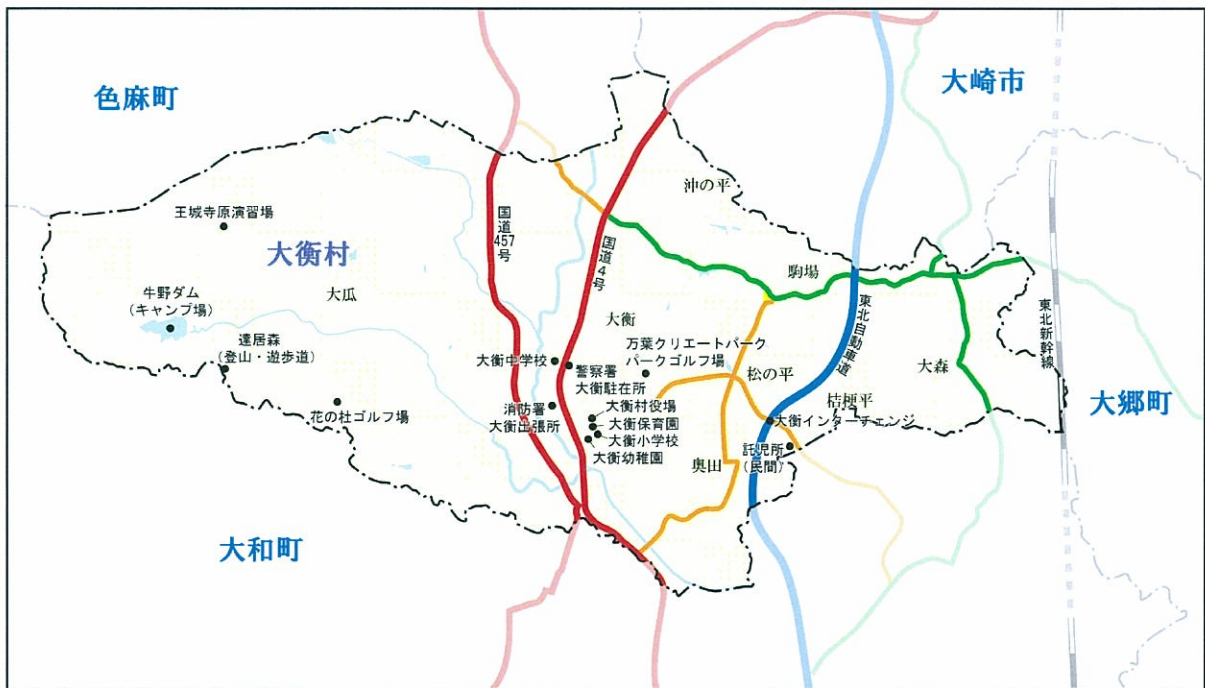 色麻町
大崎市
沖の平
王城寺原演習場
国道457号
国道4号
大衡村
駒場
牛野ダム
（キャンプ場）
大瓜
東北自動車道
東北新幹線
大衡
達居森
（登山・遊歩道）
大衡中学校
万葉クリエートパーク
パークゴルフ場
警察署
大衡駐在所
松の平
大森
桔梗平
大郷町
花の杜ゴルフ場
消防署
大衡出張所
大衡村役場
大衡保育園
大衡小学校
大衡幼稚園
大衡インターチェンジ
奥田
託児所
（民間）
大和町